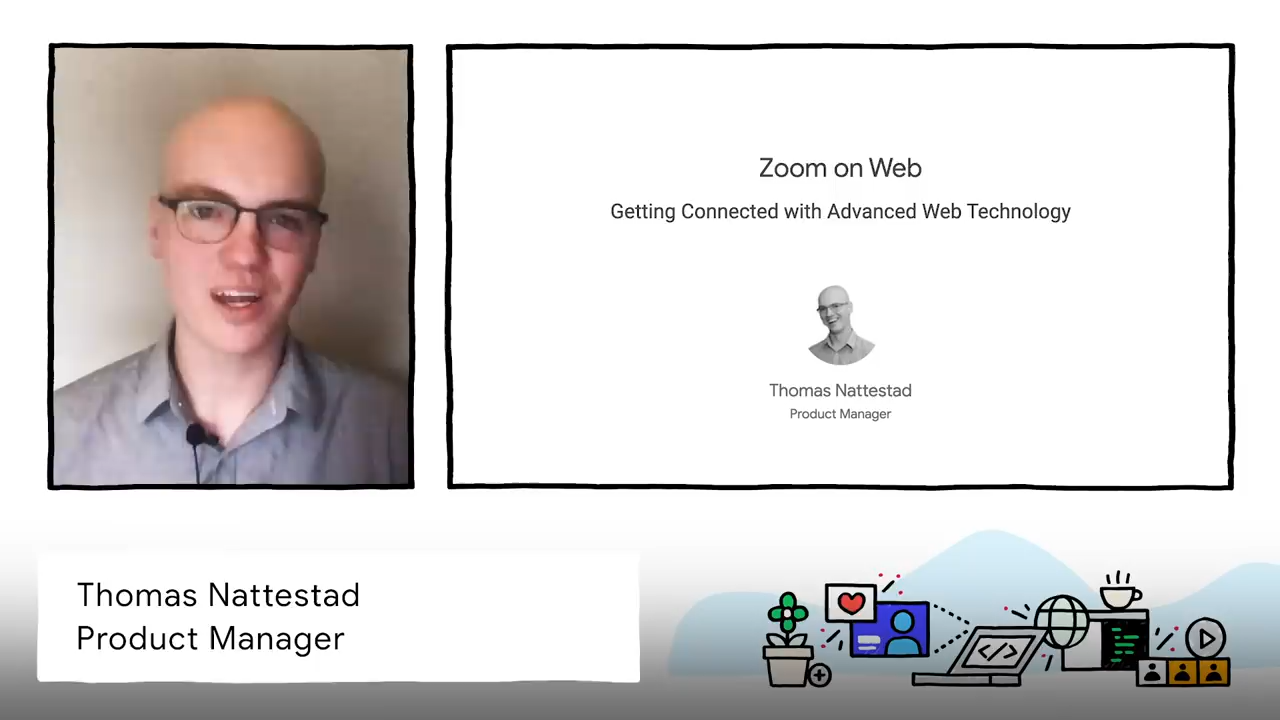 Zoom on Web
Getting Connected with Advanced Web Technology
Thomas Nattestad
Product Manager
Thomas Nattestad
Product Manager
</>